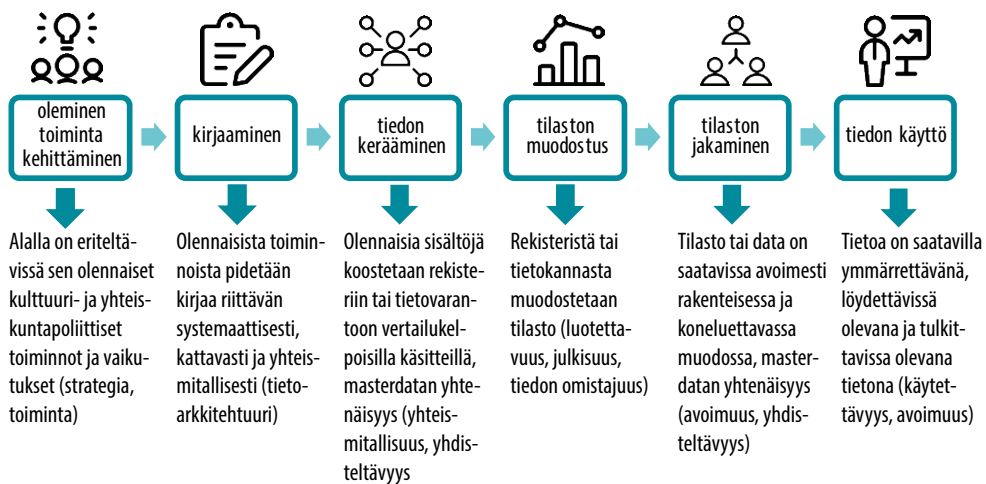 oleminen
toiminta
kehittäminen
kirjaaminen
tiedon
kerääminen
tilaston
muodostus
tilaston
jakaminen
tiedon käyttö
Alalla on eriteltä-
vissä sen olennaiset
kulttuuri- ja yhteis-
kuntapoliittiset
toiminnot ja vaiku-
tukset (strategia,
toiminta)
Olennaisista toimin-
noista pidetään
kirjaa riittävän
systemaattisesti,
kattavasti ja yhteis-
mitallisesti (tieto-
arkkitehtuuri)
Olennaisia sisältöjä
koostetaan rekiste-
riin tai tietovaran-
toon vertailukel-
poisilla käsitteillä,
masterdatan yhte-
näisyys (yhteis-
mitallisuus, yhdis-
teltävyys
Rekisteristä tai
tietokannasta
muodostetaan
tilasto (luotetta-
vuus, julkisuus,
tiedon omistajuus)
Tilasto tai data on
saatavissa avoimesti
rakenteisessa ja
koneluettavassa
muodossa, master-
datan yhtenäisyys
(avoimuus, yhdis-
teltävyys)
Tietoa on saatavilla
ymmärrettävänä,
löydettävissä
olevana ja tulkit-
tavissa olevana
tietona (käytet-
tävyys, avoimuus)